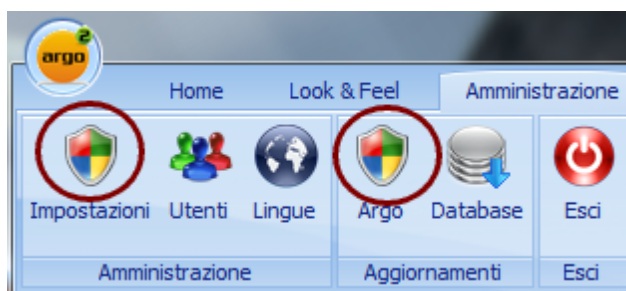 argo 2
Home Look & Feel Amministrazione
Impostazioni Utenti Lingue Argo Database Esci
Amministrazione Aggiornamenti Esci